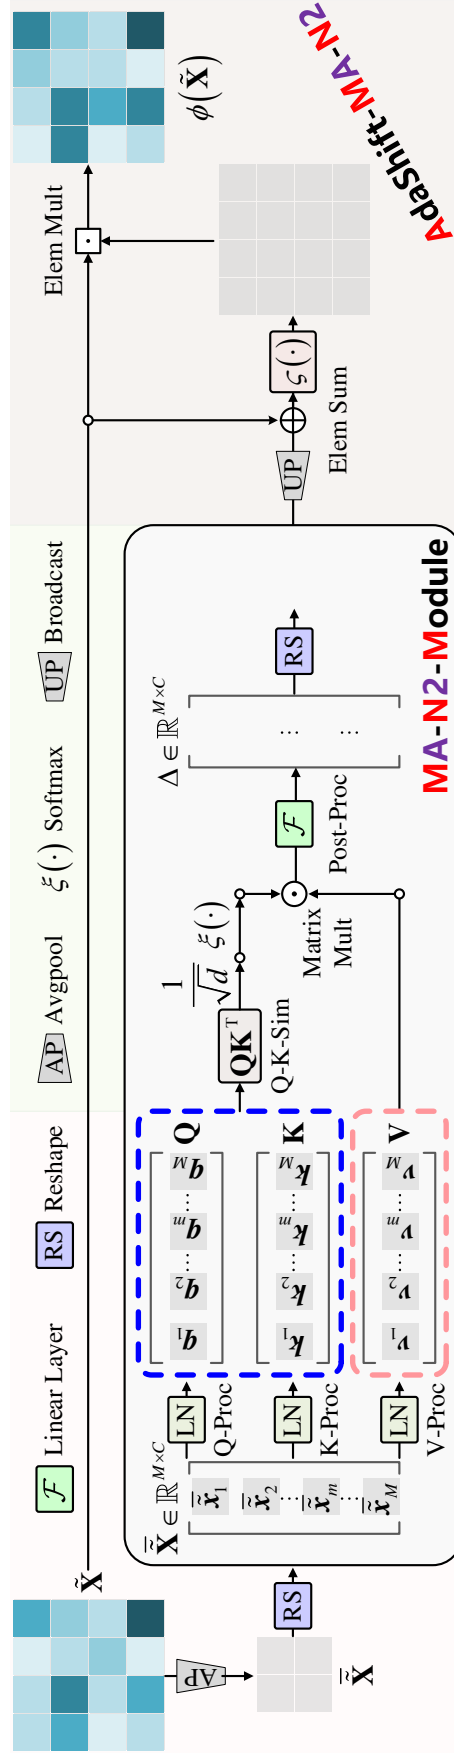 ℱ Linear Layer
RS Reshape
AP Avgpool
ξ(·) Softmax
UP Broadcast
X̃
AP
X̃̅
RS
X̃̅ ∈ ℝ^{M×C}
x̃̅₁
x̃̅₂
......
x̃̅ₘ
......
x̃̅_M
LN
Q-Proc
LN
K-Proc
LN
V-Proc
q₁ q₂ ...... qₘ ...... q_M
Q
k₁ k₂ ...... kₘ ...... k_M
K
v₁ v₂ ...... vₘ ...... v_M
V
QKᵀ
Q-K-Sim
1/√d
ξ(·)
Matrix
Mult
ℱ
Post-Proc
Δ ∈ ℝ^{M×C}
...
...
RS
MA-N2-Module
UP
Elem Sum
ς(·)
Elem Mult
ϕ(X̃)
AdaShift-MA-N2